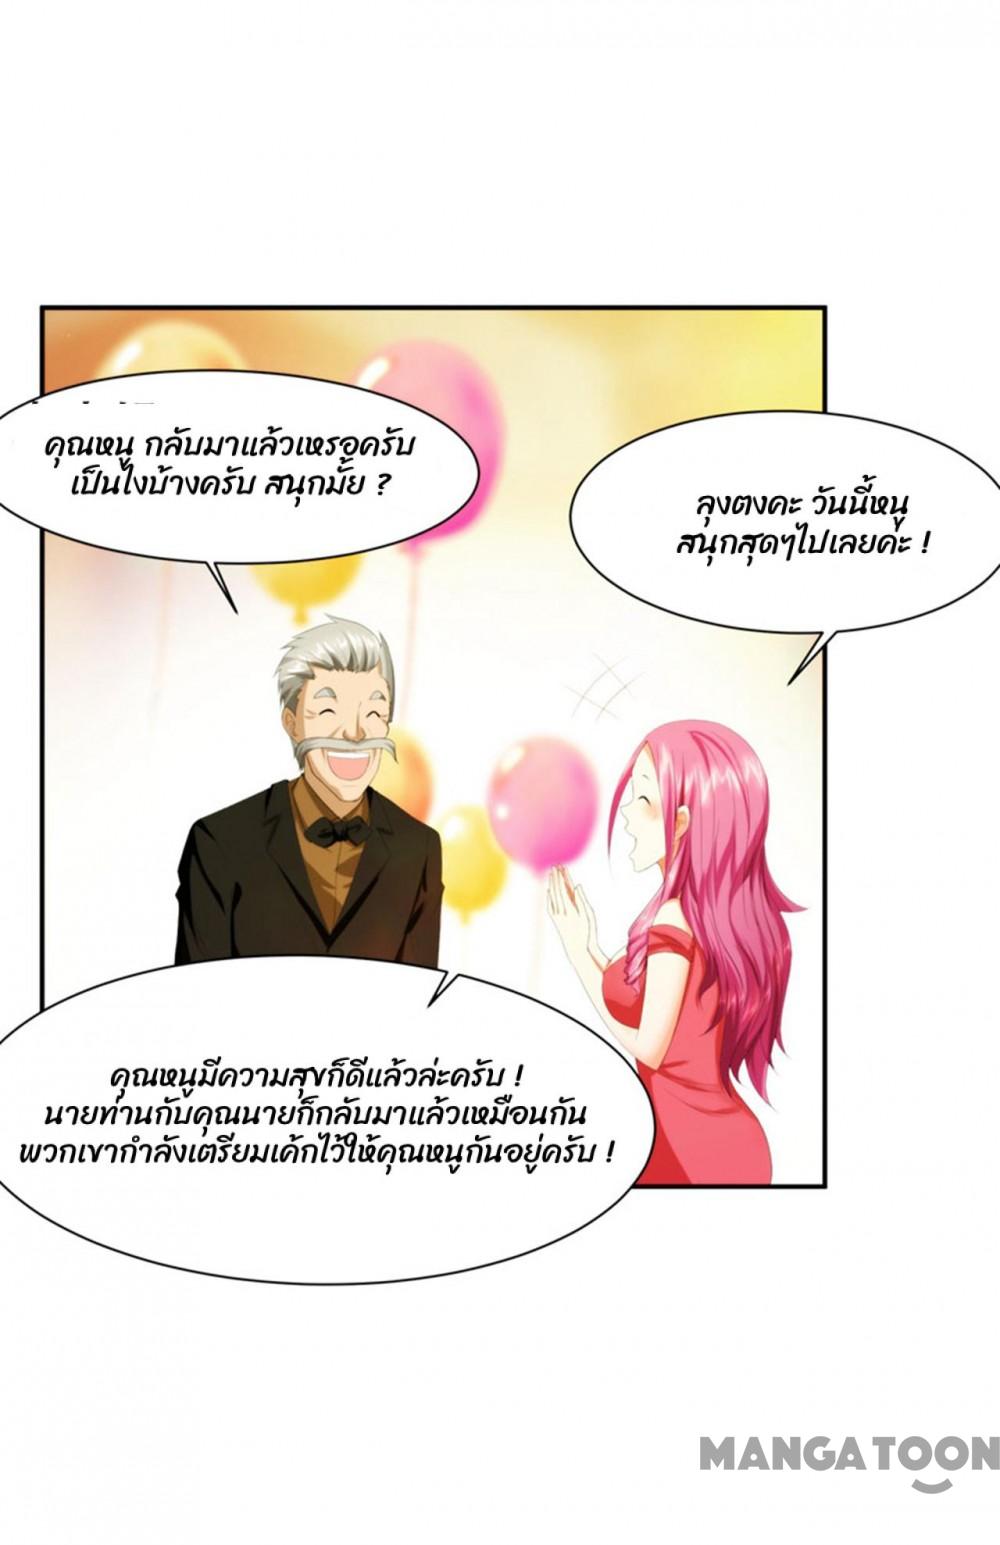 คุณหนู กลับมาแล้วเหรอครับ
เป็นไงบ้างครับ สนุกมั้ย ?
ลุงตงคะ วันนี้หนู
สนุกสุดๆไปเลยค่ะ !
คุณหนูมีความสุขก็ดีแล้วล่ะครับ !
นายท่านกับคุณนายก็กลับมาแล้วเหมือนกัน
พวกเขากำลังเตรียมเค้กไว้ให้คุณหนูกันอยู่ครับ !
MANGATOON